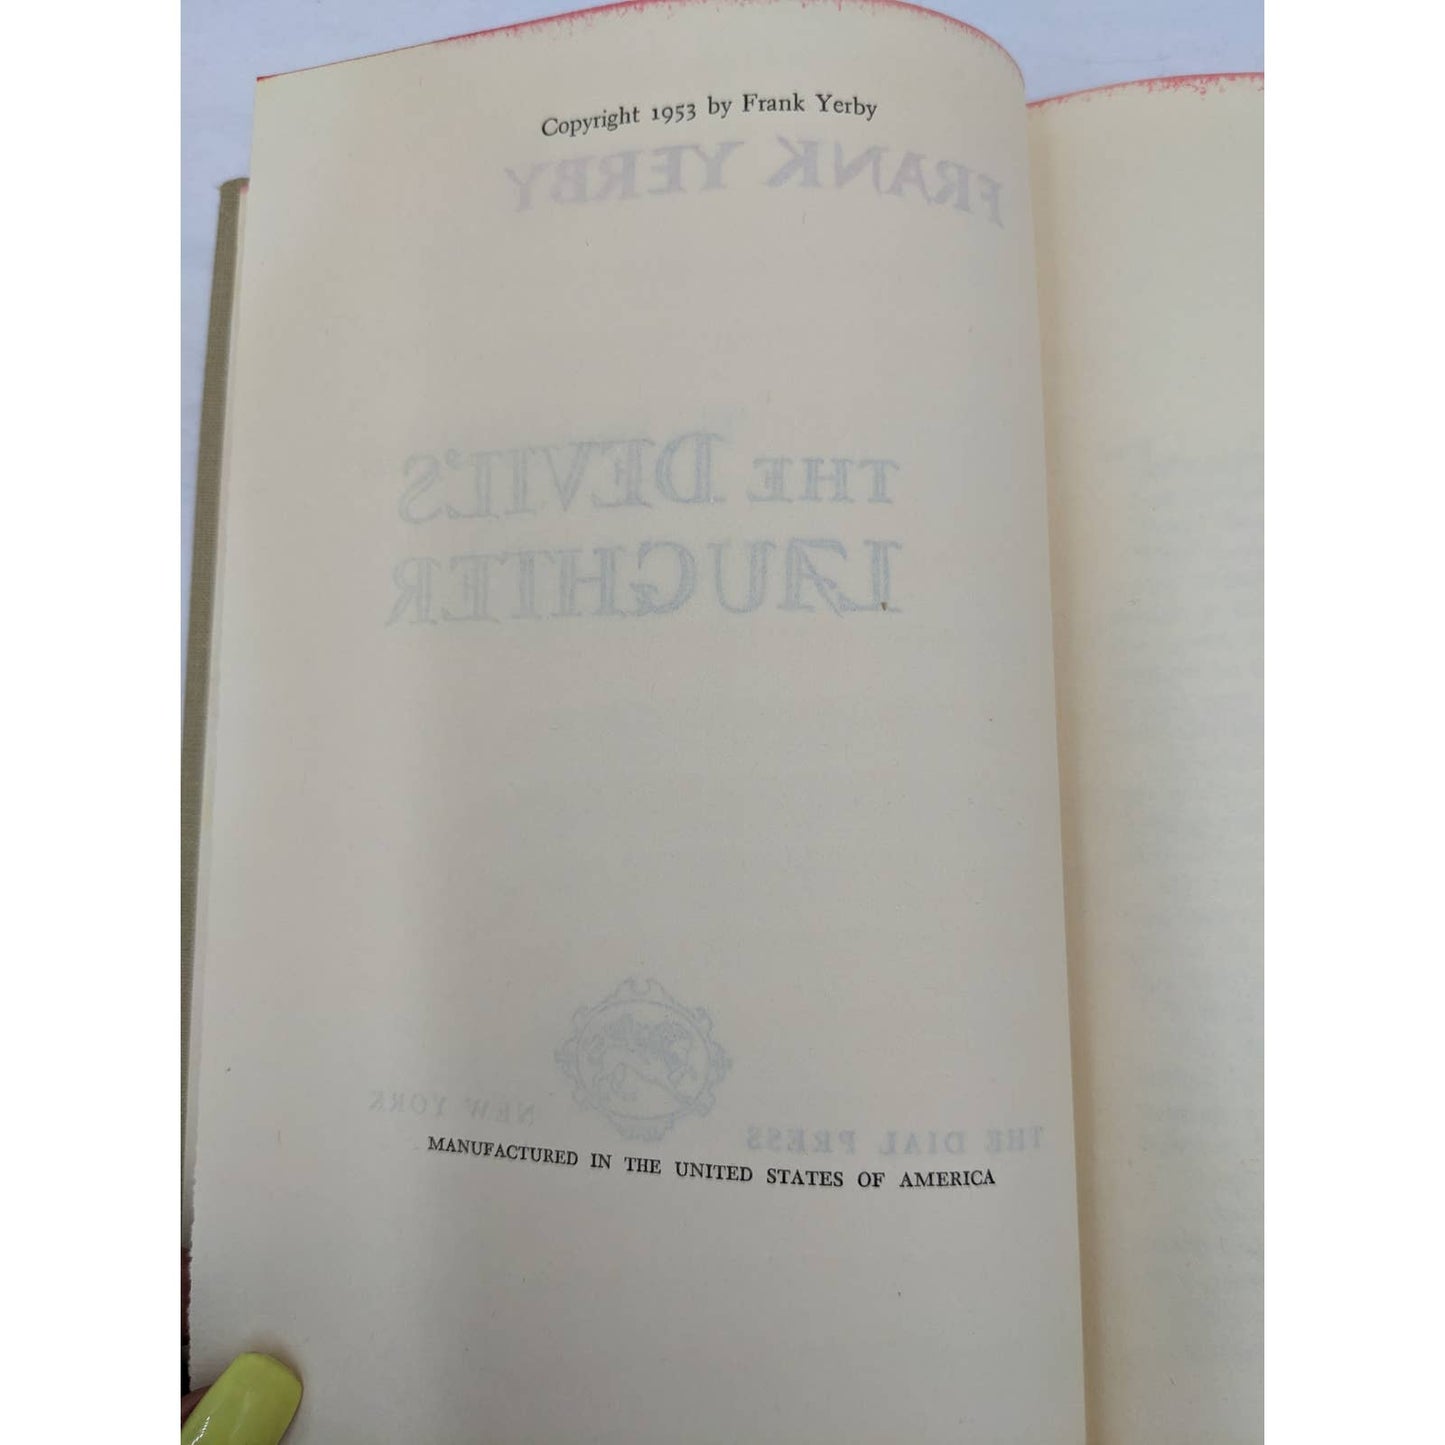 Copyright 1953 by Frank Yerby
FRANK YERBY
THE DEVIL'S
LAUGHTER
NEW YORK
THE DIAL PRESS
MANUFACTURED IN THE UNITED STATES OF AMERICA